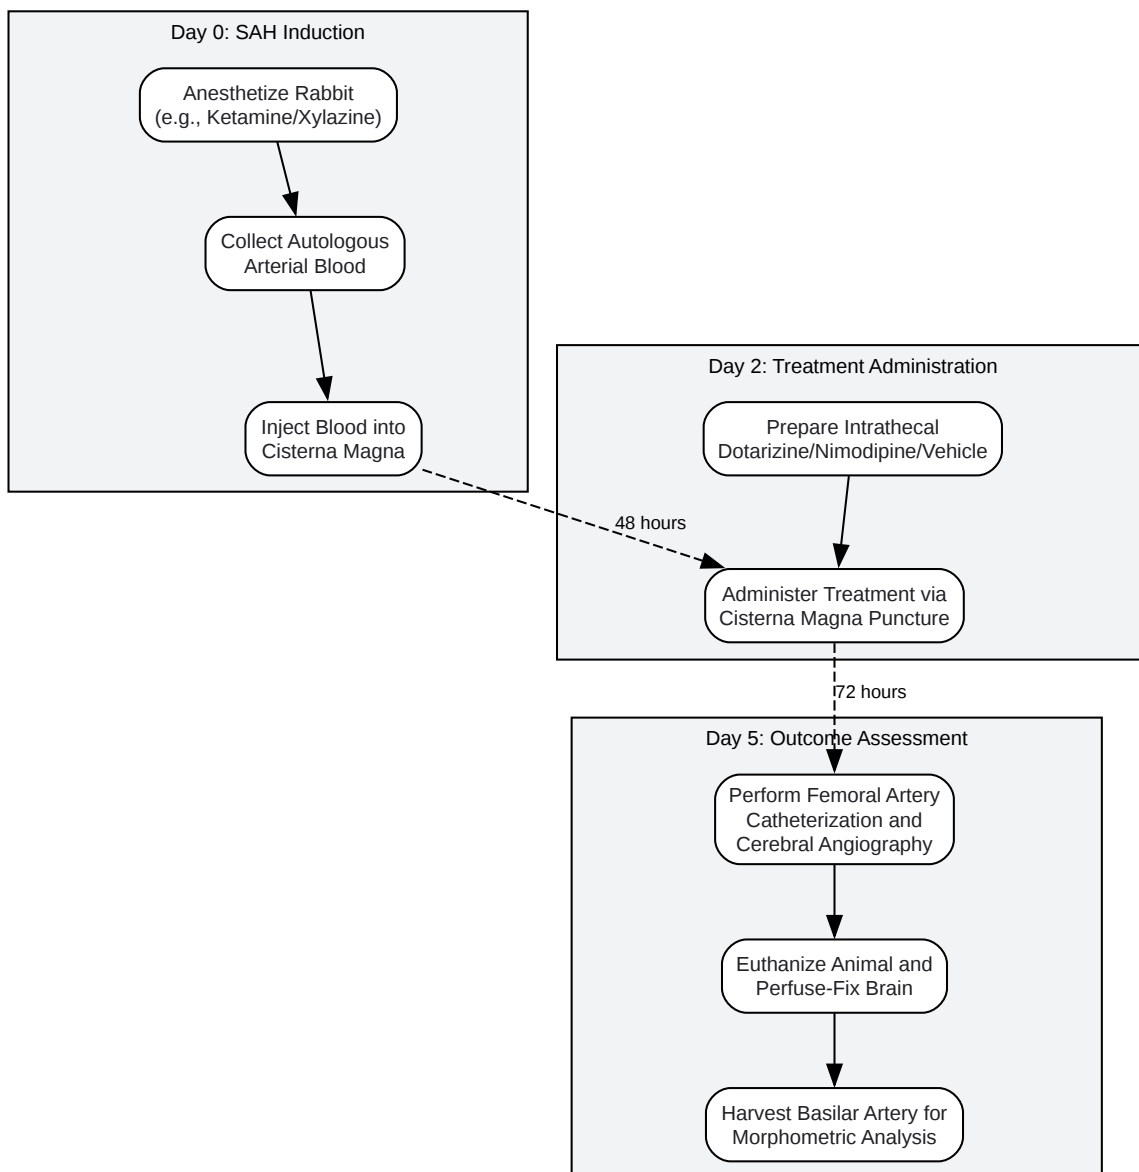 Day 0: SAH Induction
Anesthetize Rabbit
(e.g., Ketamine/Xylazine)
Collect Autologous
Arterial Blood
Inject Blood into
Cisterna Magna
48 hours
Day 2: Treatment Administration
Prepare Intrathecal
Dotarizine/Nimodipine/Vehicle
Administer Treatment via
Cisterna Magna Puncture
72 hours
Day 5: Outcome Assessment
Perform Femoral Artery
Catheterization and
Cerebral Angiography
Euthanize Animal and
Perfuse-Fix Brain
Harvest Basilar Artery for
Morphometric Analysis